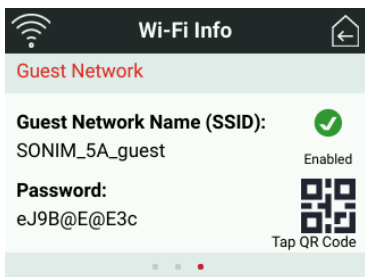 Wi-Fi Info
Guest Network
Guest Network Name (SSID):
SONIM_5A_guest
Enabled
Password:
eJ9B@E@E3c
Tap QR Code